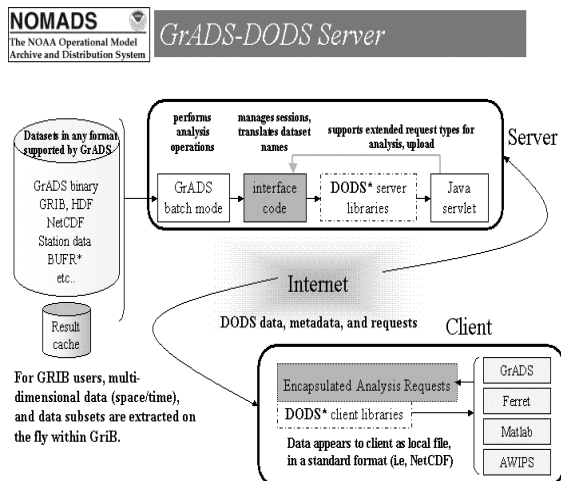 NOMADS
The NOAA Operational Model
Archive and Distribution System
GrADS-DODS Server
performs
analysis
operations
manages sessions,
translates dataset
names
supports extended request types for
analysis, upload
Server
Datasets in any format
supported by GrADS
GrADS binary
GRIB, HDF
NetCDF
Station data
BUFR*
etc..
Result
cache
GrADS
batch mode
interface
code
DODS* server
libraries
Java
servlet
Internet
DODS data, metadata, and requests
Client
For GRIB users, multi-
dimensional data (space/time),
and data subsets are extracted on
the fly within GriB.
Encapsulated Analysis Requests
DODS* client libraries
Data appears to client as local file,
in a standard format (i.e, NetCDF)
GrADS
Ferret
Matlab
AWIPS